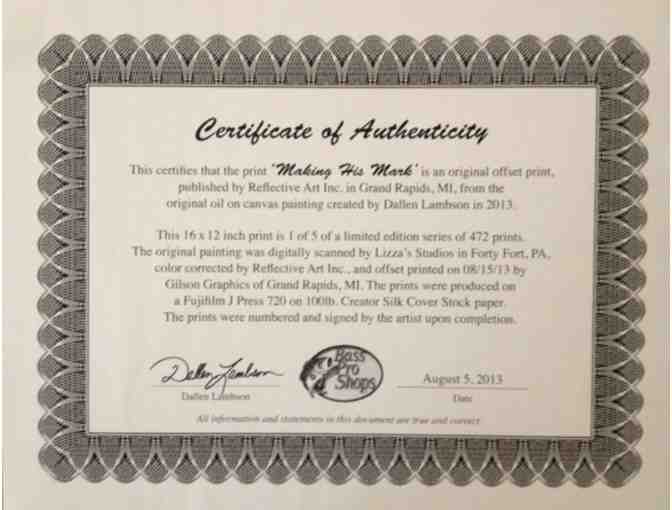 Certificate of Authenticity
This certifies that the print 'Making His Mark' is an original offset print,
published by Reflective Art Inc. in Grand Rapids, MI, from the
original oil on canvas painting created by Dallen Lambson in 2013.
This 16 x 12 inch print is 1 of 5 of a limited edition series of 472 prints.
The original painting was digitally scanned by Lizza's Studios in Forty Fort, PA,
color corrected by Reflective Art Inc., and offset printed on 08/15/13 by
Gilson Graphics of Grand Rapids, MI. The prints were produced on
a Fujifilm J Press 720 on 100lb. Creator Silk Cover Stock paper.
The prints were numbered and signed by the artist upon completion.
Dallen Lambson
Bass
Pro
Shops
August 5, 2013
Dallen Lambson
Date
All information and statements in this document are true and correct.